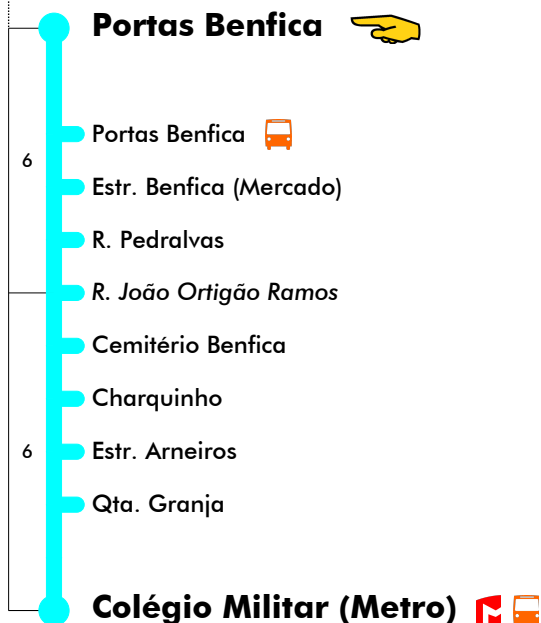 Portas Benfica
Portas Benfica
6
Estr. Benfica (Mercado)
R. Pedralvas
R. João Ortigão Ramos
Cemitério Benfica
Charquinho
6
Estr. Arneiros
Qta. Granja
Colégio Militar (Metro)